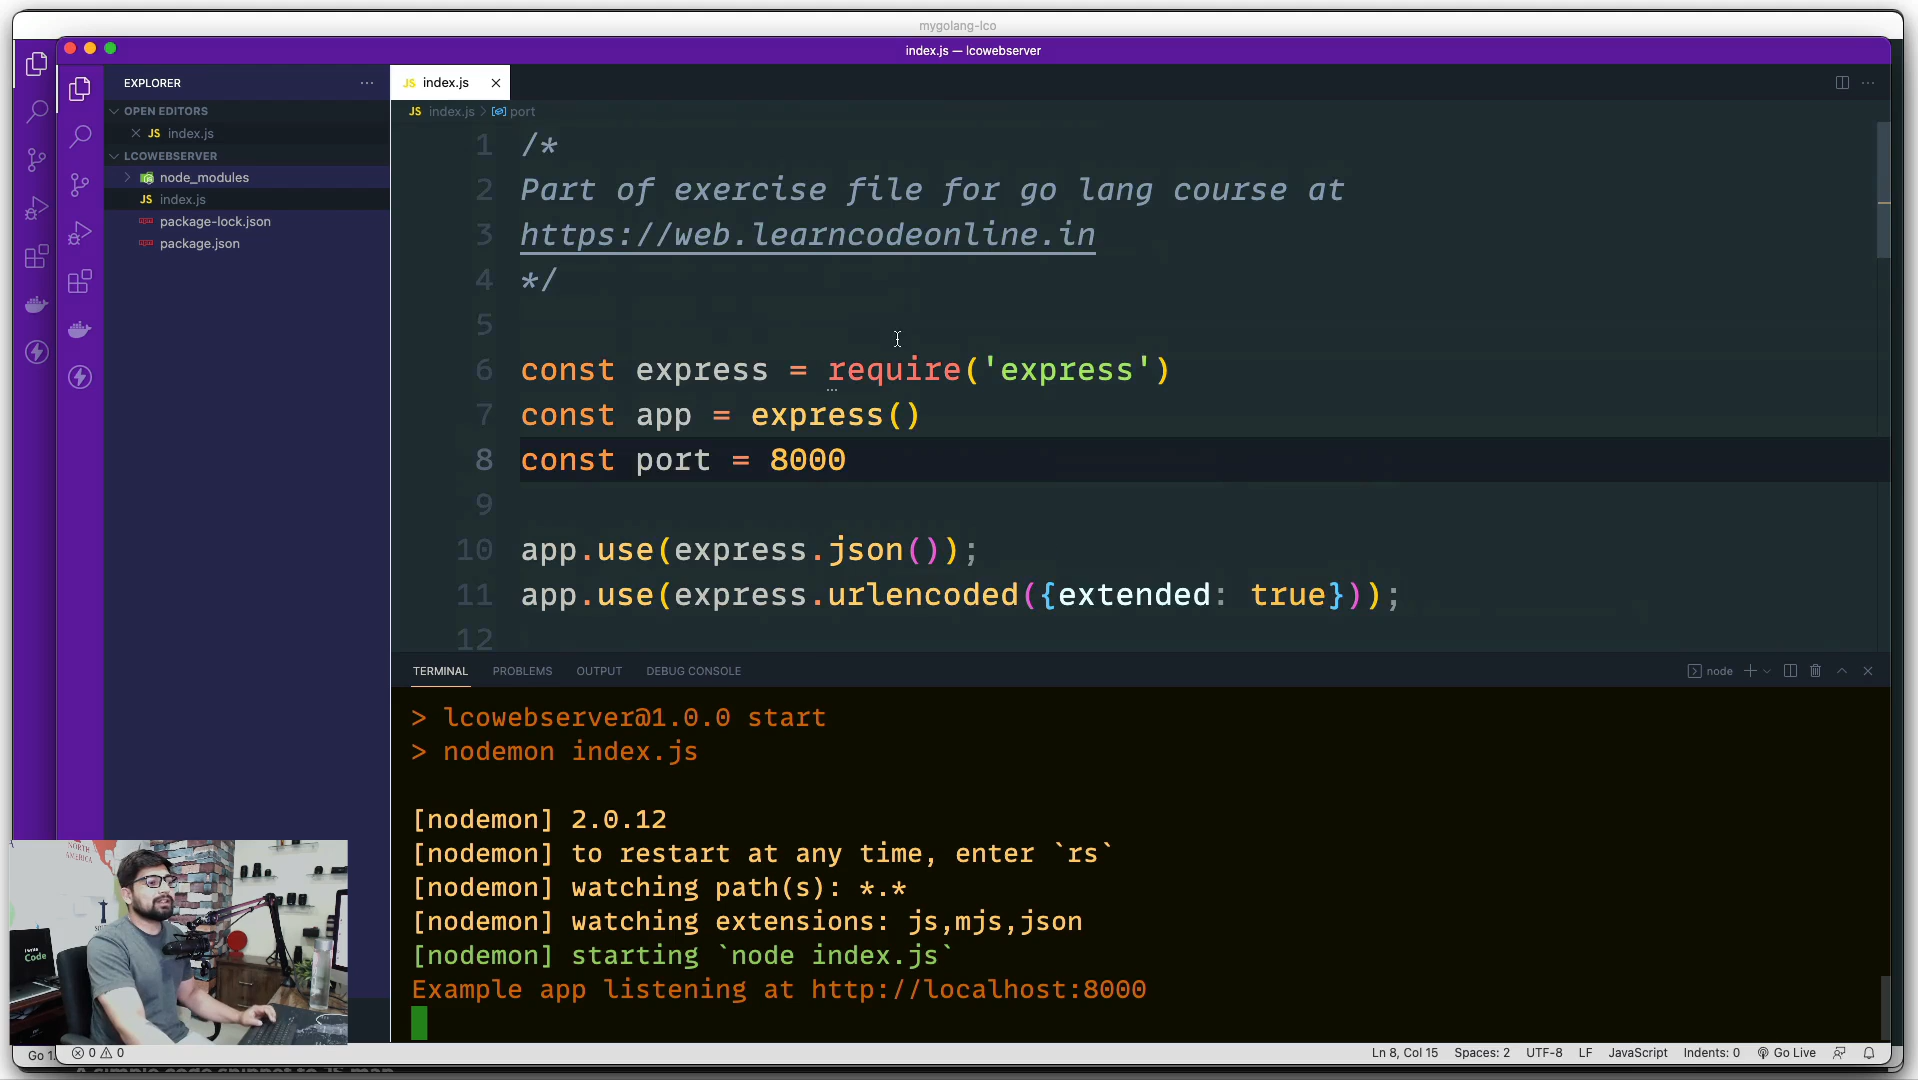 mygolang-lco
index.js — lcowebserver
EXPLORER
JS index.js
JS index.js > port
OPEN EDITORS
JS index.js
LCOWEBSERVER
node_modules
JS index.js
package-lock.json
package.json
1 /*
2 Part of exercise file for go lang course at
3 https://web.learncodeonline.in
4 */
5
6 const express = require('express')
7 const app = express()
8 const port = 8000
9
10 app.use(express.json());
11 app.use(express.urlencoded({extended: true}));
12
TERMINAL PROBLEMS OUTPUT DEBUG CONSOLE
node
> lcowebserver@1.0.0 start
> nodemon index.js
[nodemon] 2.0.12
[nodemon] to restart at any time, enter `rs`
[nodemon] watching path(s): *.*
[nodemon] watching extensions: js,mjs,json
[nodemon] starting `node index.js`
Example app listening at http://localhost:8000
NORTH
AMERICA
Code
Go 1.
0 0
Ln 8, Col 15 Spaces: 2 UTF-8 LF JavaScript Indents: 0 Go Live